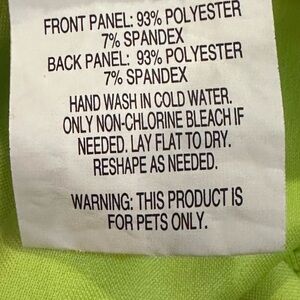 FRONT PANEL: 93% POLYESTER
7% SPANDEX
BACK PANEL: 93% POLYESTER
7% SPANDEX
HAND WASH IN COLD WATER.
ONLY NON-CHLORINE BLEACH IF
NEEDED. LAY FLAT TO DRY.
RESHAPE AS NEEDED.
WARNING: THIS PRODUCT IS
FOR PETS ONLY.